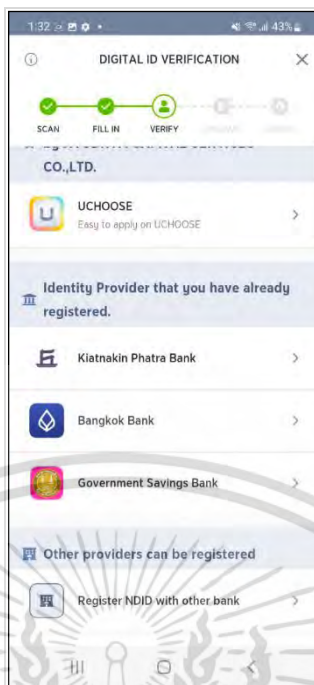 1:32
43%
DIGITAL ID VERIFICATION
SCAN FILL IN VERIFY
CO.,LTD.
UCHOOSE
Easy to apply on UCHOOSE
Identity Provider that you have already
registered.
Kiatnakin Phatra Bank
Bangkok Bank
Government Savings Bank
Other providers can be registered
Register NDID with other bank